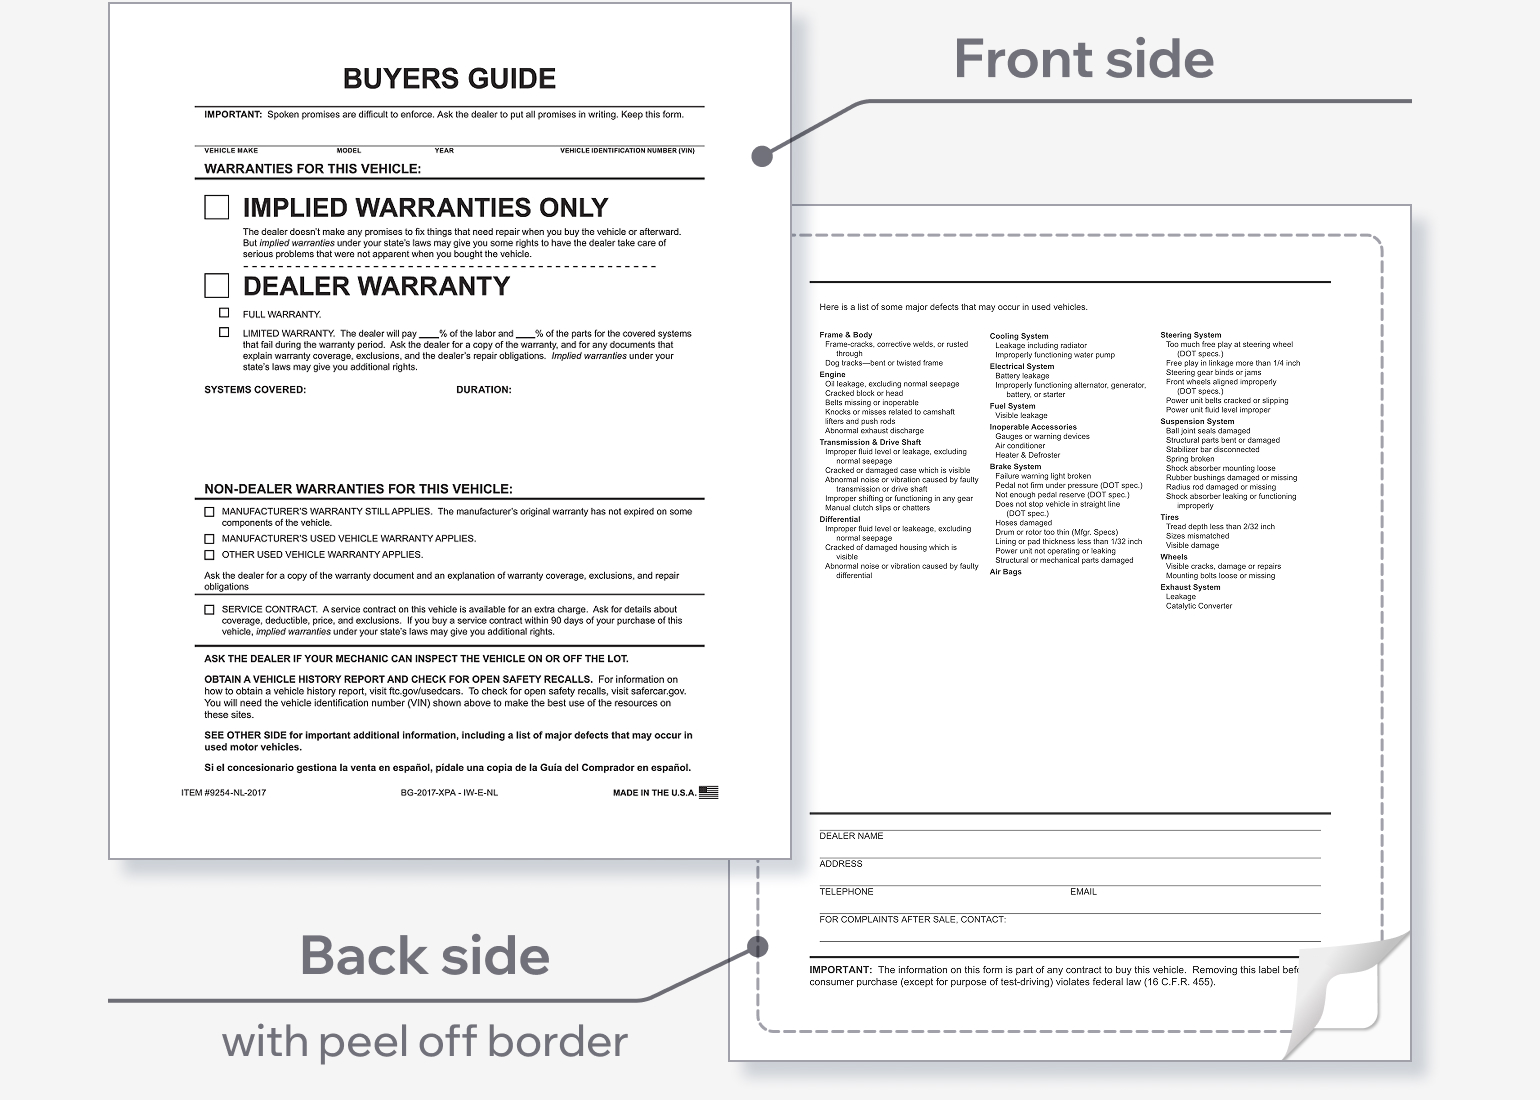 BUYERS GUIDE
IMPORTANT: Spoken promises are difficult to enforce. Ask the dealer to put all promises in writing. Keep this form.
VEHICLE MAKE MODEL YEAR VEHICLE IDENTIFICATION NUMBER (VIN)
WARRANTIES FOR THIS VEHICLE:
IMPLIED WARRANTIES ONLY
The dealer doesn't make any promises to fix things that need repair when you buy the vehicle or afterward.
But implied warranties under your state's laws may give you some rights to have the dealer take care of
serious problems that were not apparent when you bought the vehicle.
DEALER WARRANTY
FULL WARRANTY.
LIMITED WARRANTY. The dealer will pay ____% of the labor and ____% of the parts for the covered systems
that fail during the warranty period. Ask the dealer for a copy of the warranty, and for any documents that
explain warranty coverage, exclusions, and the dealer's repair obligations. Implied warranties under your
state's laws may give you additional rights.
SYSTEMS COVERED: DURATION:
NON-DEALER WARRANTIES FOR THIS VEHICLE:
MANUFACTURER'S WARRANTY STILL APPLIES. The manufacturer's original warranty has not expired on some
components of the vehicle.
MANUFACTURER'S USED VEHICLE WARRANTY APPLIES.
OTHER USED VEHICLE WARRANTY APPLIES.
Ask the dealer for a copy of the warranty document and an explanation of warranty coverage, exclusions, and repair
obligations
SERVICE CONTRACT. A service contract on this vehicle is available for an extra charge. Ask for details about
coverage, deductible, price, and exclusions. If you buy a service contract within 90 days of your purchase of this
vehicle, implied warranties under your state's laws may give you additional rights.
ASK THE DEALER IF YOUR MECHANIC CAN INSPECT THE VEHICLE ON OR OFF THE LOT.
OBTAIN A VEHICLE HISTORY REPORT AND CHECK FOR OPEN SAFETY RECALLS. For information on
how to obtain a vehicle history report, visit ftc.gov/usedcars. To check for open safety recalls, visit safercar.gov.
You will need the vehicle identification number (VIN) shown above to make the best use of the resources on
these sites.
SEE OTHER SIDE for important additional information, including a list of major defects that may occur in
used motor vehicles.
Si el concesionario gestiona la venta en español, pídale una copia de la Guía del Comprador en español.
ITEM #9254-NL-2017 BG-2017-XPA - IW-E-NL MADE IN THE U.S.A.
Front side
Here is a list of some major defects that may occur in used vehicles.
Frame & Body
Frame-cracks, corrective welds, or rusted
through
Dog tracks—bent or twisted frame
Engine
Oil leakage, excluding normal seepage
Cracked block or head
Belts missing or inoperable
Knocks or misses related to camshaft
lifters and push rods
Abnormal exhaust discharge
Transmission & Drive Shaft
Improper fluid level or leakage, excluding
normal seepage
Cracked or damaged case which is visible
Abnormal noise or vibration caused by faulty
transmission or drive shaft
Improper shifting or functioning in any gear
Manual clutch slips or chatters
Differential
Improper fluid level or leakeage, excluding
normal seepage
Cracked of damaged housing which is
visible
Abnormal noise or vibration caused by faulty
differential
Cooling System
Leakage including radiator
Improperly functioning water pump
Electrical System
Battery leakage
Improperly functioning alternator, generator,
battery, or starter
Fuel System
Visible leakage
Inoperable Accessories
Gauges or warning devices
Air conditioner
Heater & Defroster
Brake System
Failure warning light broken
Pedal not firm under pressure (DOT spec.)
Not enough pedal reserve (DOT spec.)
Does not stop vehicle in straight line
(DOT spec.)
Hoses damaged
Drum or rotor too thin (Mfgr. Specs)
Lining or pad thickness less than 1/32 inch
Power unit not operating or leaking
Structural or mechanical parts damaged
Air Bags
Steering System
Too much free play at steering wheel
(DOT specs.)
Free play in linkage more than 1/4 inch
Steering gear binds or jams
Front wheels aligned improperly
(DOT specs.)
Power unit belts cracked or slipping
Power unit fluid level improper
Suspension System
Ball joint seals damaged
Structural parts bent or damaged
Stabilizer bar disconnected
Spring broken
Shock absorber mounting loose
Rubber bushings damaged or missing
Radius rod damaged or missing
Shock absorber leaking or functioning
improperly
Tires
Tread depth less than 2/32 inch
Sizes mismatched
Visible damage
Wheels
Visible cracks, damage or repairs
Mounting bolts loose or missing
Exhaust System
Leakage
Catalytic Converter
DEALER NAME
ADDRESS
TELEPHONE EMAIL
FOR COMPLAINTS AFTER SALE, CONTACT:
IMPORTANT: The information on this form is part of any contract to buy this vehicle. Removing this label
consumer purchase (except for purpose of test-driving) violates federal law (16 C.F.R. 455).
Back side
with peel off border